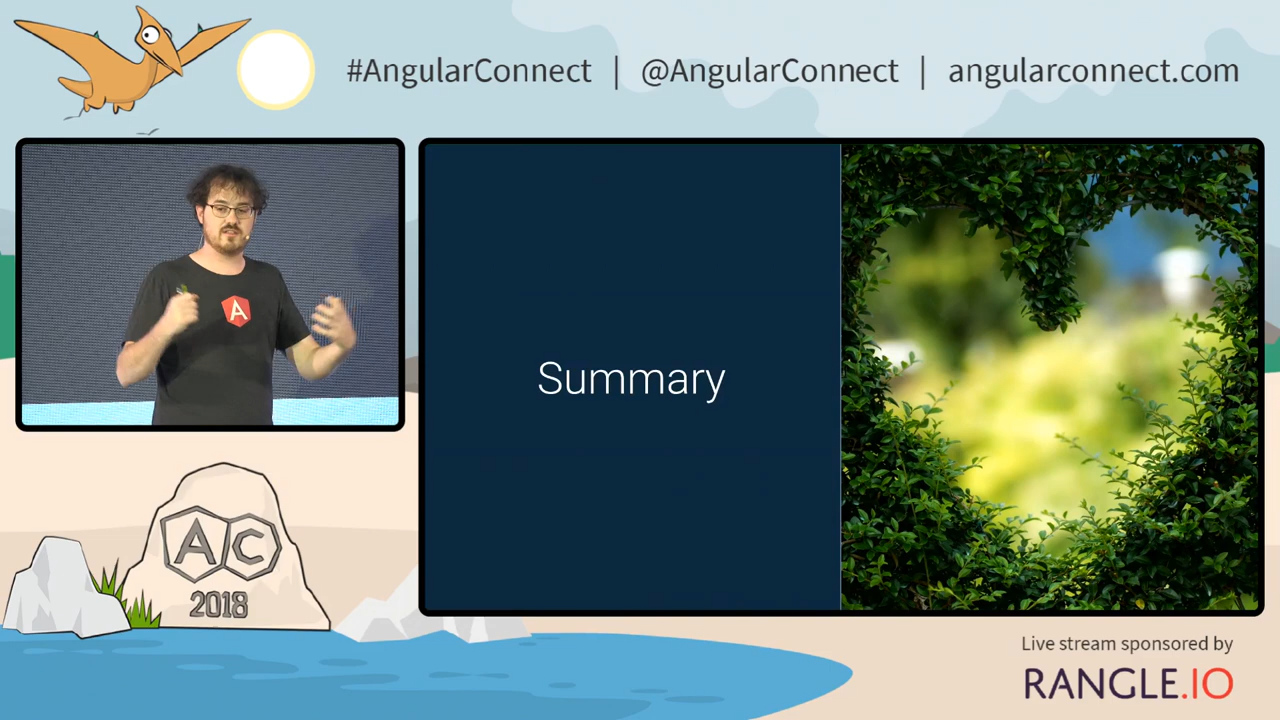 #AngularConnect | @AngularConnect | angularconnect.com
A
Summary
AC
2018
Live stream sponsored by
RANGLE.IO